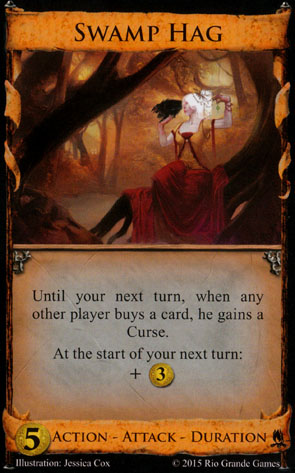 SWAMP HAG
Until your next turn, when any
other player buys a card, he gains a
Curse.
At the start of your next turn:
+ 3
5 ACTION - ATTACK - DURATION
Illustration: Jessica Cox © 2015 Rio Grande Games